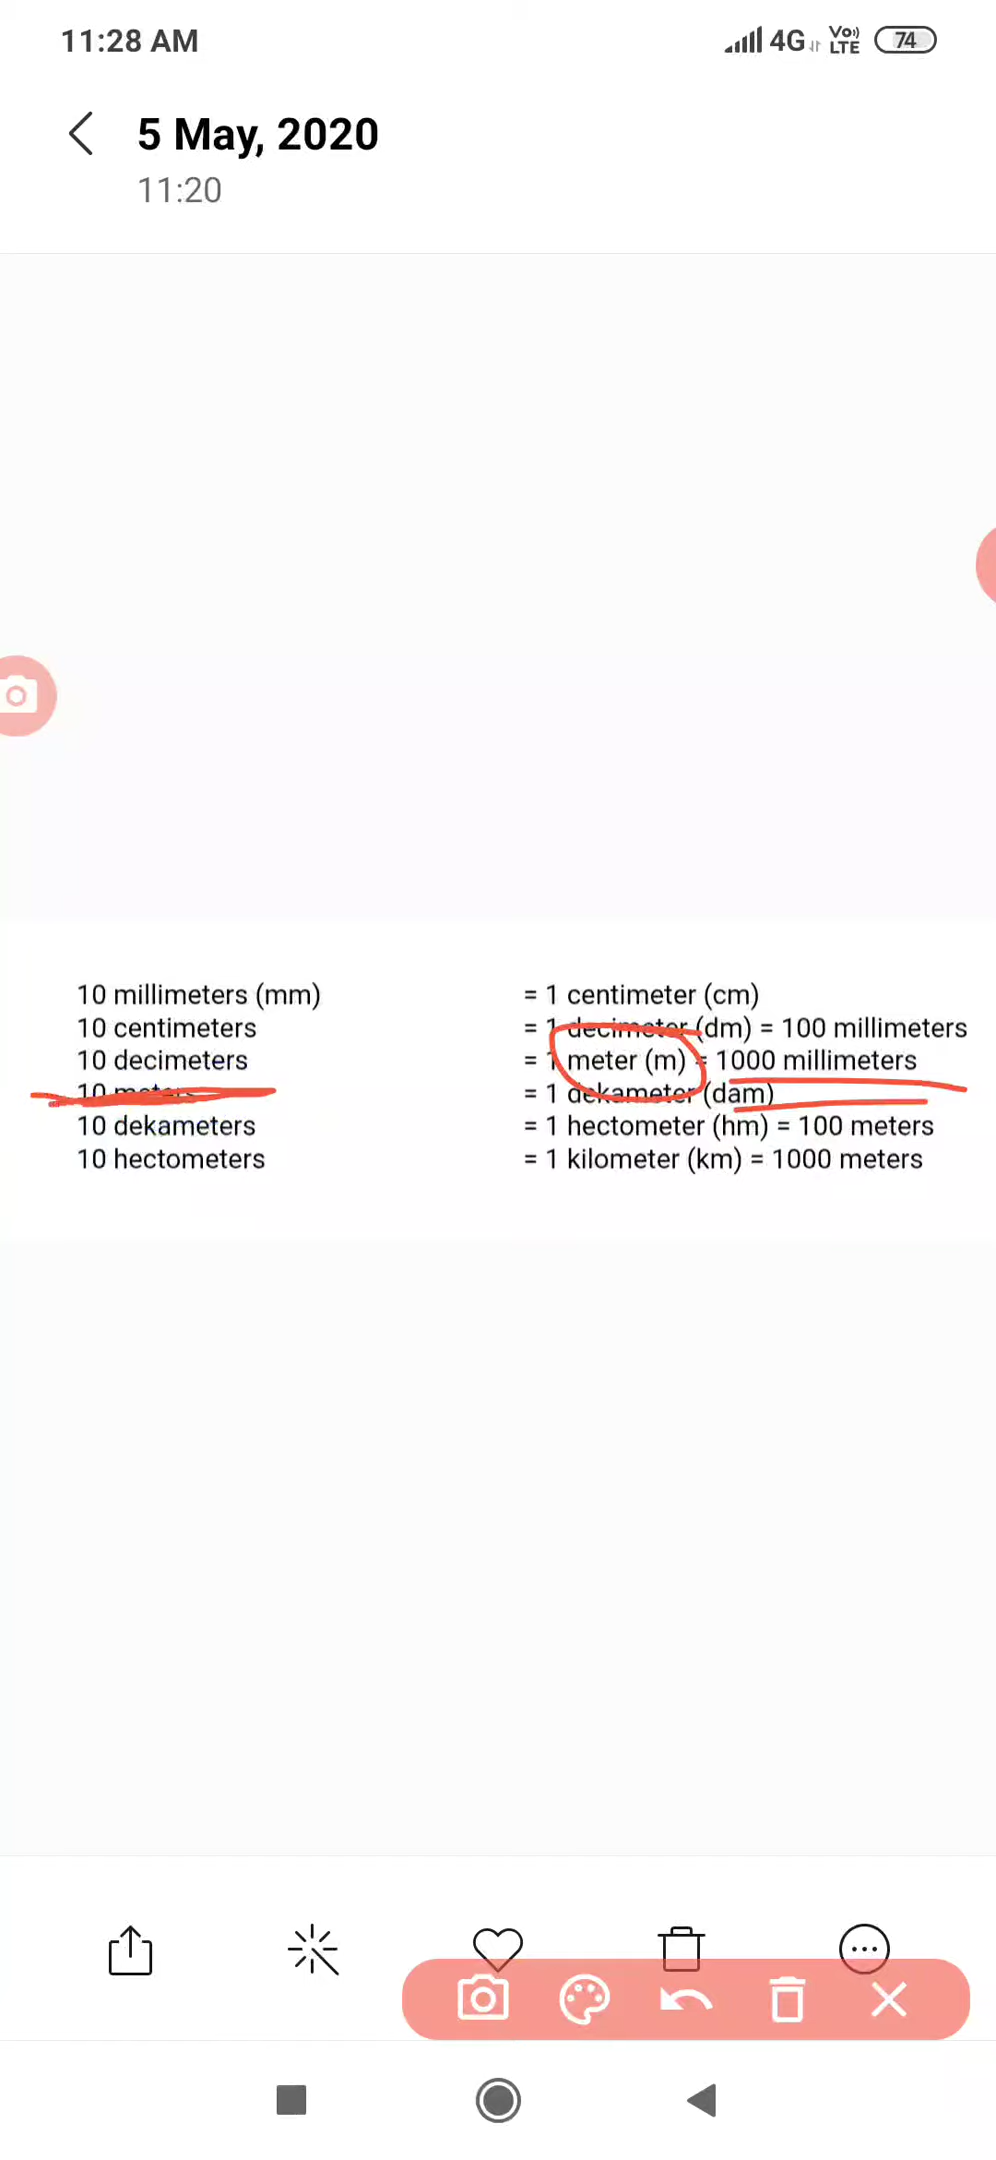 11:28 AM 4G Vo)) LTE 74
5 May, 2020
11:20
10 millimeters (mm) = 1 centimeter (cm)
10 centimeters = 1 decimeter (dm) = 100 millimeters
10 decimeters = 1 meter (m) = 1000 millimeters
10 meters = 1 dekameter (dam)
10 dekameters = 1 hectometer (hm) = 100 meters
10 hectometers = 1 kilometer (km) = 1000 meters